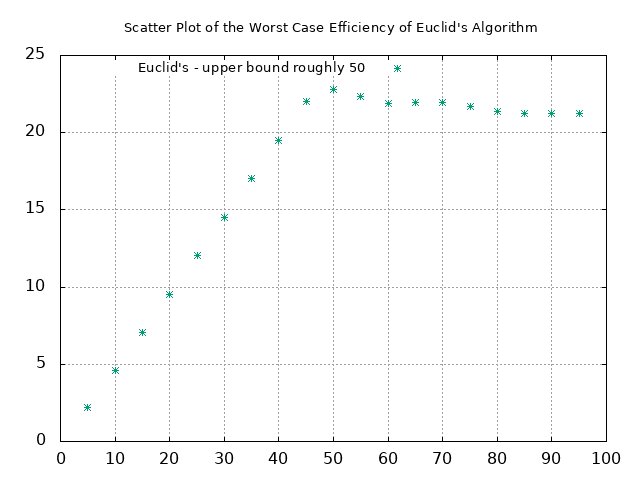 Scatter Plot of the Worst Case Efficiency of Euclid's Algorithm
25
Euclid's - upper bound roughly 50
20
15
10
5
0
0 10 20 30 40 50 60 70 80 90 100